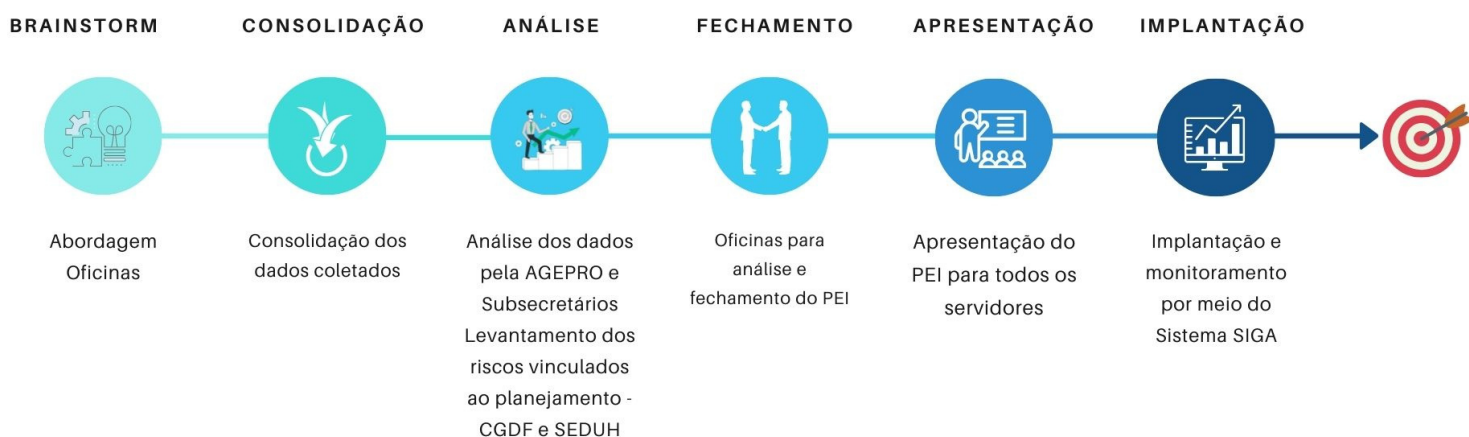 BRAINSTORM
CONSOLIDAÇÃO
ANÁLISE
FECHAMENTO
APRESENTAÇÃO
IMPLANTAÇÃO
Abordagem
Oficinas
Consolidação dos
dados coletados
Análise dos dados
pela AGEPRO e
Subsecretários
Levantamento dos
riscos vinculados
ao planejamento -
CGDF e SEDUH
Oficinas para
análise e
fechamento do PEI
Apresentação do
PEI para todos os
servidores
Implantação e
monitoramento
por meio do
Sistema SIGA